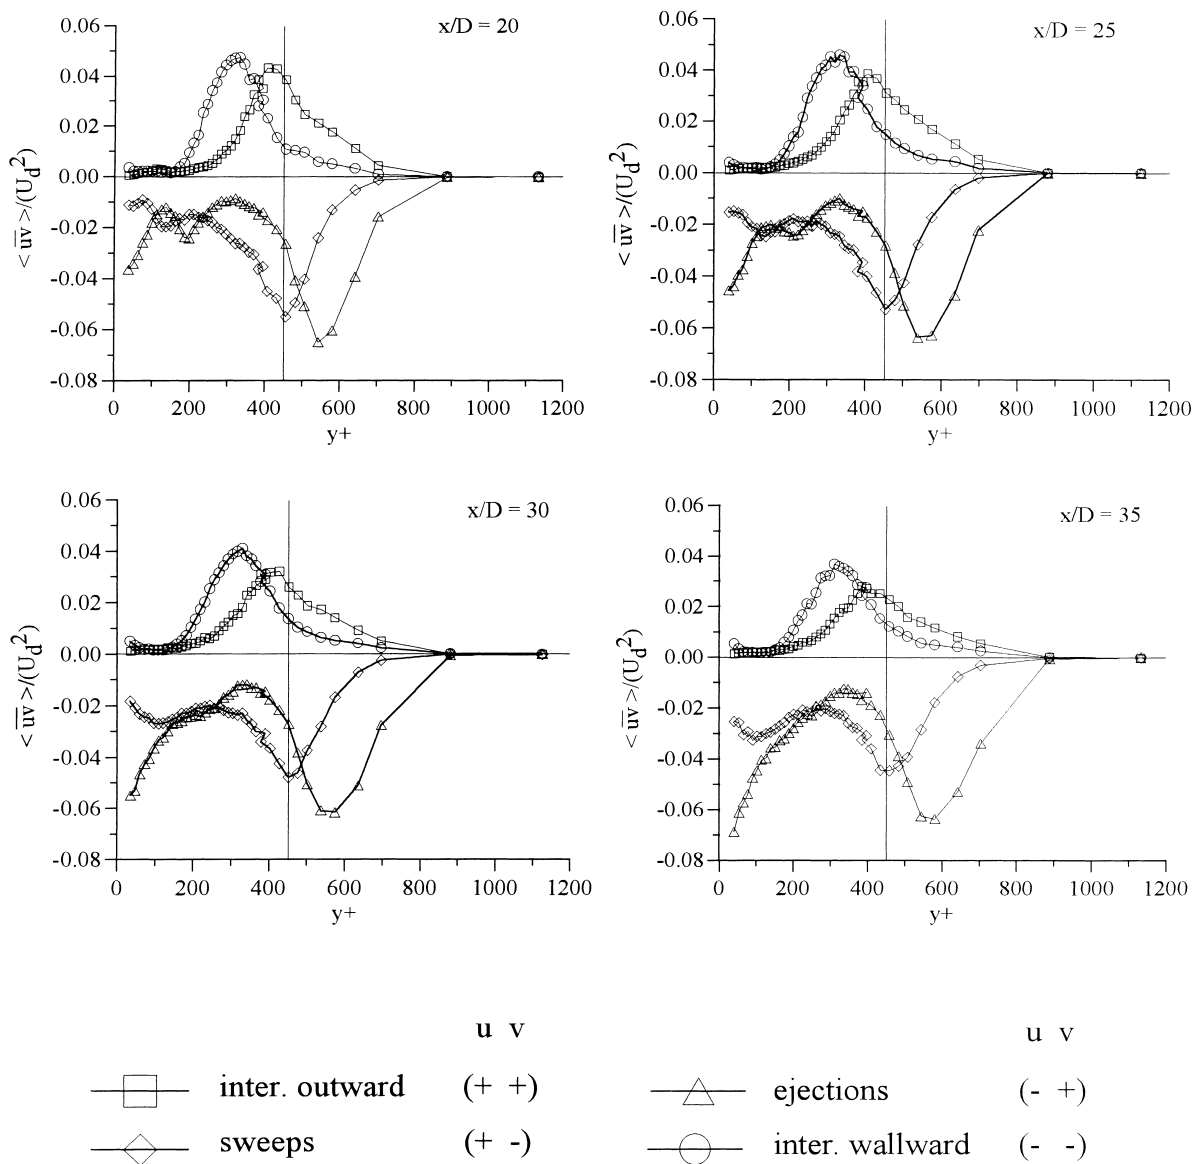 x/D = 20
0.06
0.04
0.02
0.00
-0.02
-0.04
-0.06
-0.08
< uv >/(Ud2)
0 200 400 600 800 1000 1200
y+
x/D = 25
0.06
0.04
0.02
0.00
-0.02
-0.04
-0.06
-0.08
< uv >/(Ud2)
0 200 400 600 800 1000 1200
y+
x/D = 30
0.06
0.04
0.02
0.00
-0.02
-0.04
-0.06
-0.08
< uv >/(Ud2)
0 200 400 600 800 1000 1200
y+
x/D = 35
0.06
0.04
0.02
0.00
-0.02
-0.04
-0.06
-0.08
< uv >/(Ud2)
0 200 400 600 800 1000 1200
y+
u v
inter. outward (+ +)
sweeps (+ -)
u v
ejections (- +)
inter. wallward (- -)